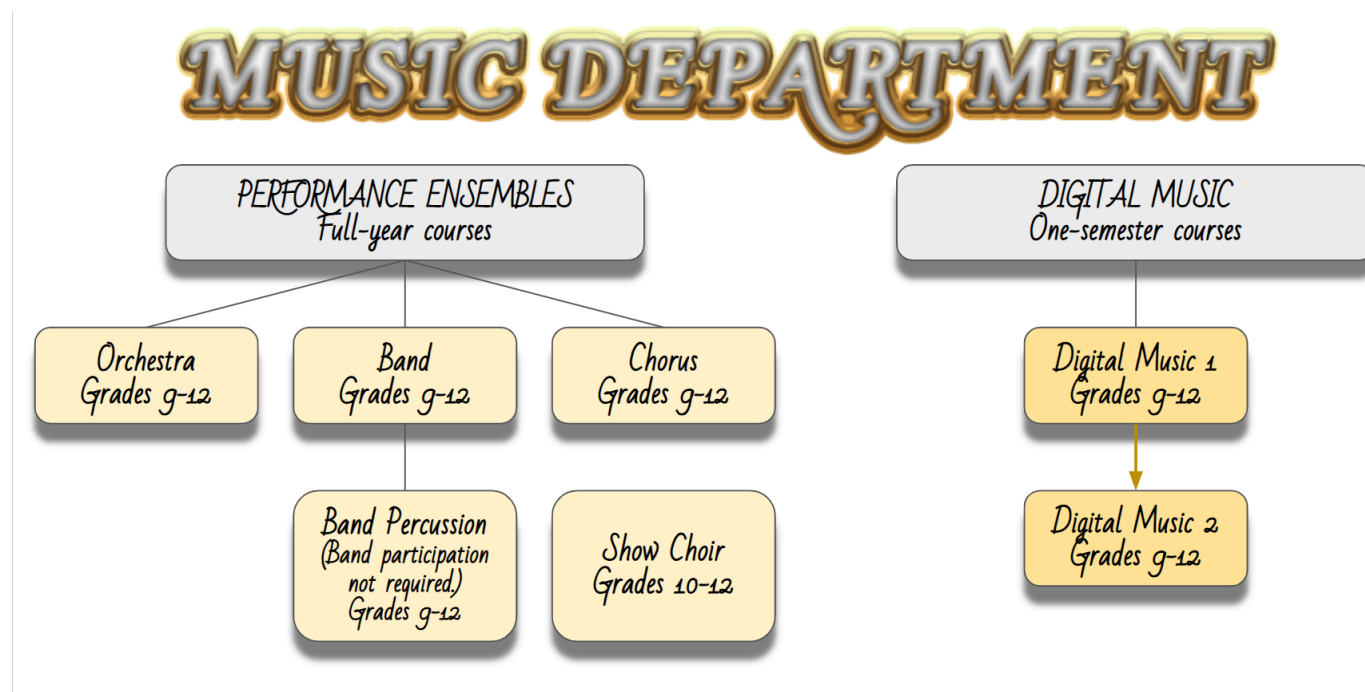 MUSIC DEPARTMENT
PERFORMANCE ENSEMBLES
Full-year courses
DIGITAL MUSIC
One-semester courses
Orchestra
Grades 9-12
Band
Grades 9-12
Chorus
Grades 9-12
Digital Music 1
Grades 9-12
Band Percussion
(Band participation
not required.)
Grades 9-12
Show Choir
Grades 10-12
Digital Music 2
Grades 9-12